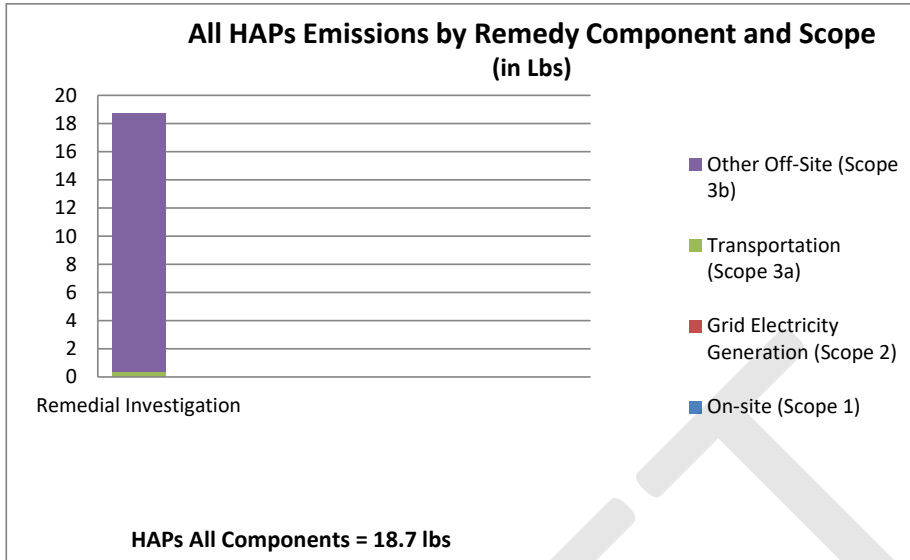 All HAPs Emissions by Remedy Component and Scope
(in Lbs)
20
18
16
14
12
10
8
6
4
2
0
Remedial Investigation
Other Off-Site (Scope
3b)
Transportation
(Scope 3a)
Grid Electricity
Generation (Scope 2)
On-site (Scope 1)
HAPs All Components = 18.7 lbs